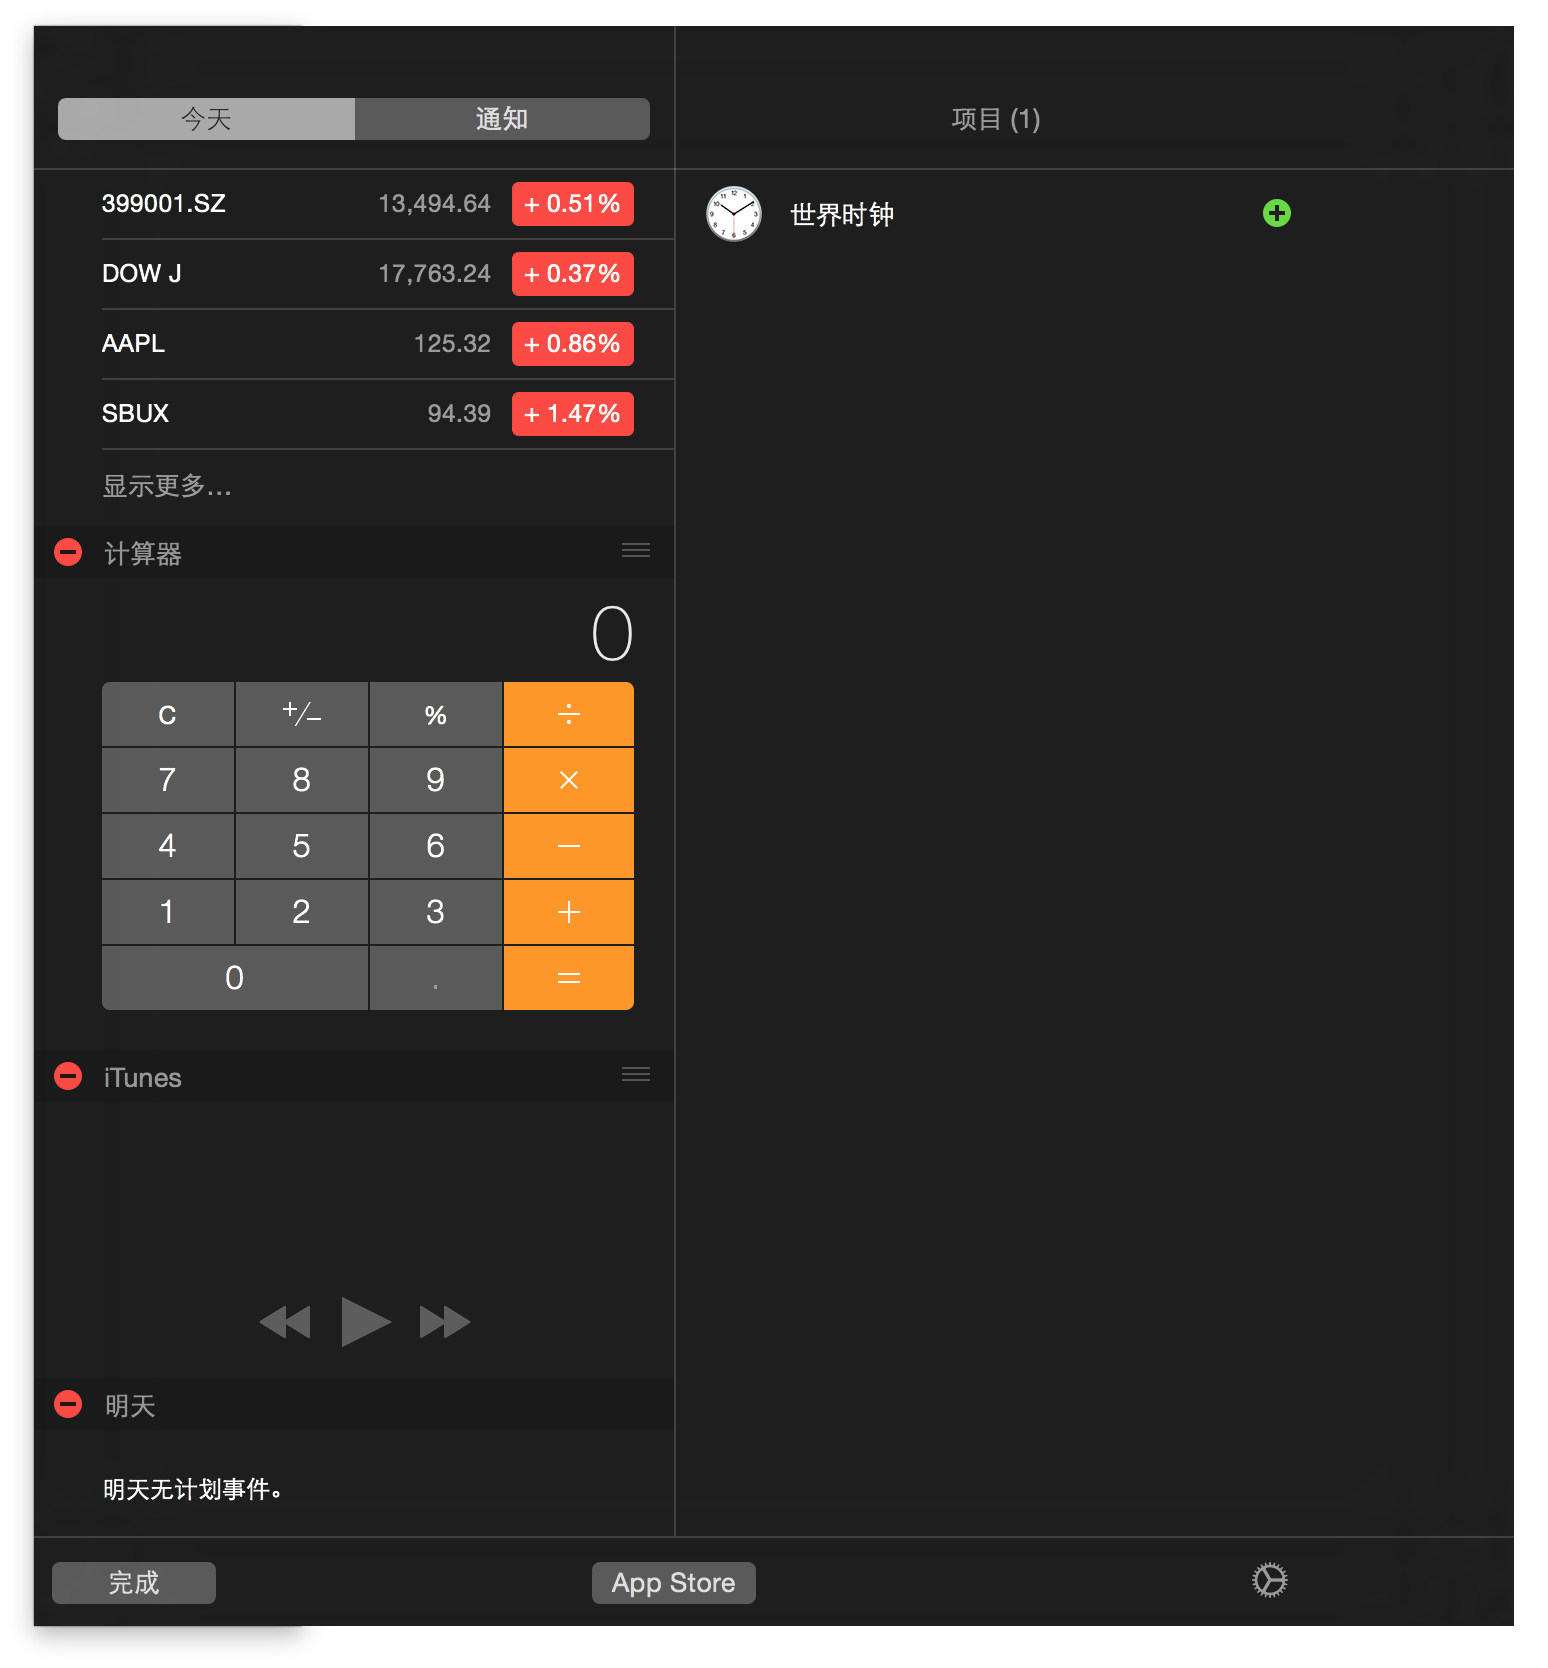 今天 通知 项目 (1)
399001.SZ 13,494.64 + 0.51%
世界时钟
DOW J 17,763.24 + 0.37%
AAPL 125.32 + 0.86%
SBUX 94.39 + 1.47%
显示更多...
计算器
0
C +/− % ÷
7 8 9 ×
4 5 6 −
1 2 3 +
0 . =
iTunes
明天
明天无计划事件。
完成 App Store